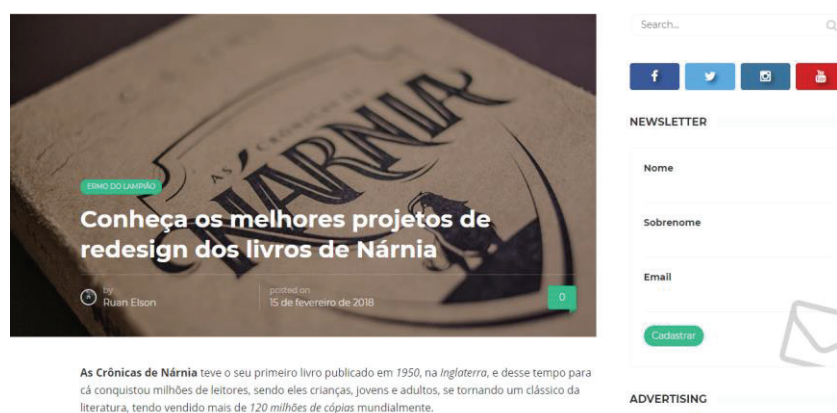 AS CRÔNICAS DE
NÁRNIA
ERMO DO LAMPIÃO
Conheça os melhores projetos de
redesign dos livros de Nárnia
by
Ruan Elson
posted on
15 de fevereiro de 2018
0
As Crônicas de Nárnia teve o seu primeiro livro publicado em 1950, na Inglaterra, e desse tempo para
cá conquistou milhões de leitores, sendo eles crianças, jovens e adultos, se tornando um clássico da
literatura, tendo vendido mais de 120 milhões de cópias mundialmente.
Search...
NEWSLETTER
Nome
Sobrenome
Email
Cadastrar
ADVERTISING